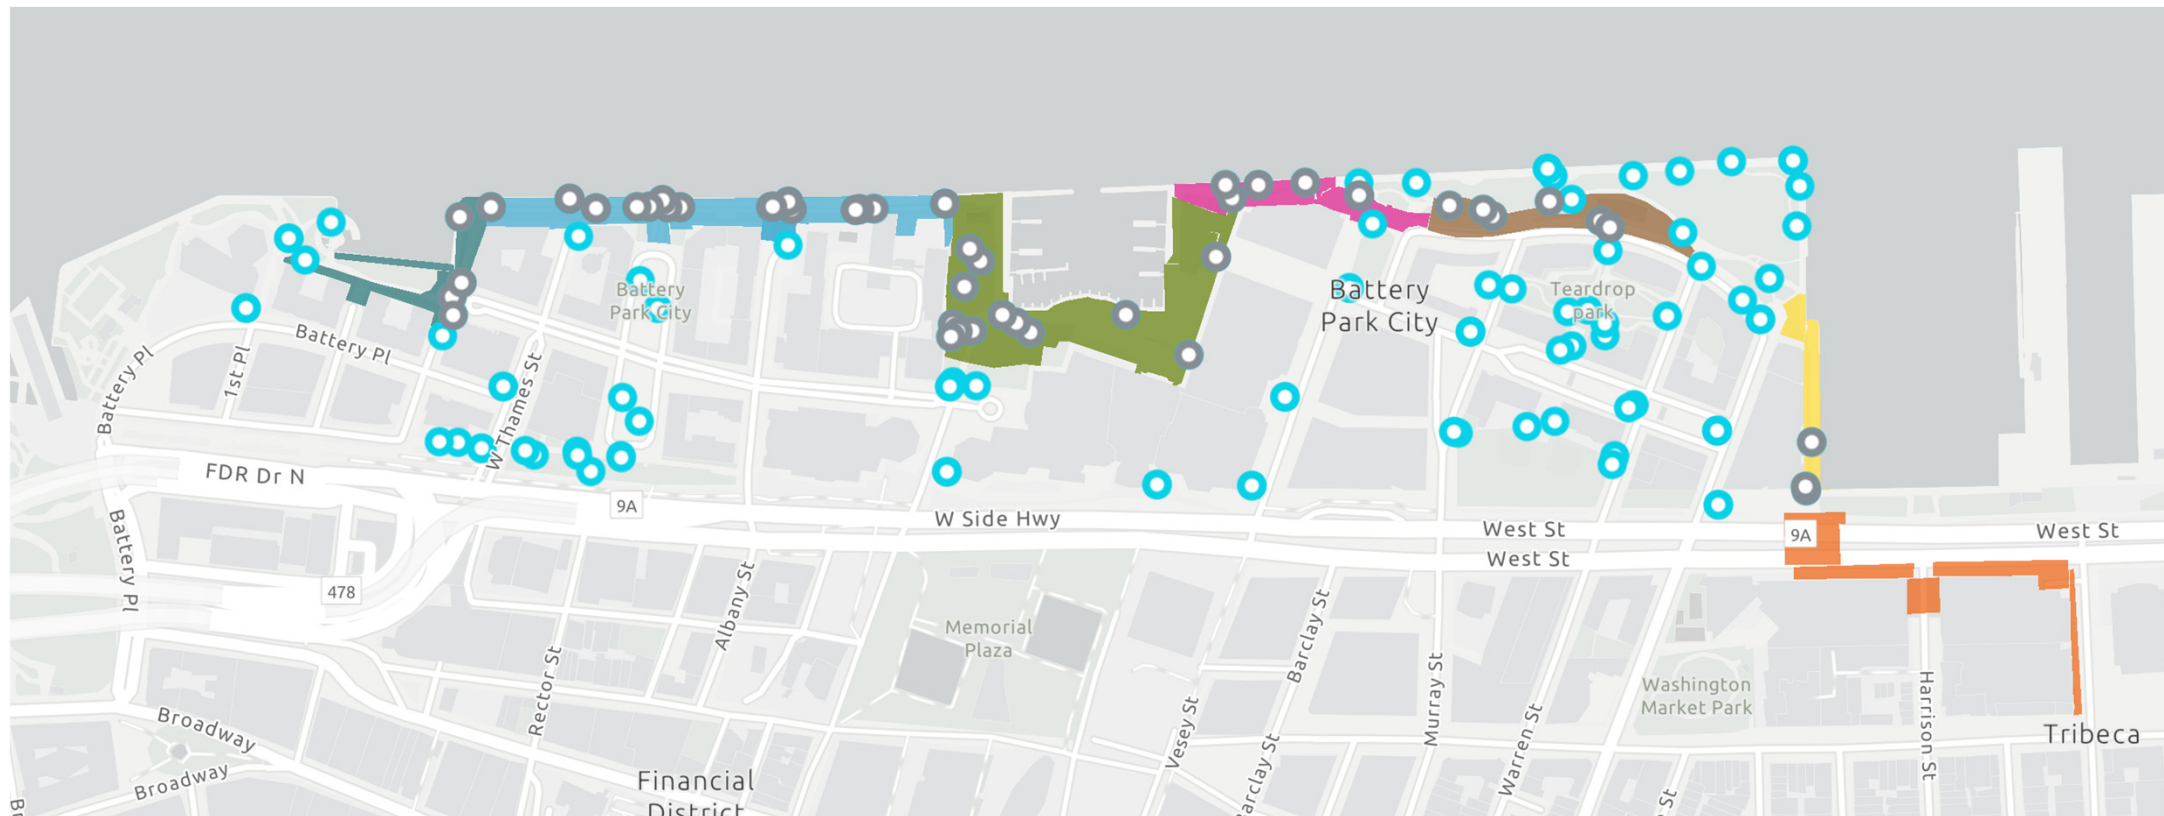 Battery
Park City
Teardrop
park
Battery
Park City
Battery Pl
1st Pl
Battery Pl
W Thames St
FDR Dr N
9A
W Side Hwy
West St
9A
West St
West St
Battery Pl
478
Albany St
Memorial
Plaza
Barclay St
Murray St
Washington
Market Park
Harrison St
Rector St
Broadway
Vesey St
Warren St
Tribeca
Broadway
Financial
District
Barclay St
St
Br